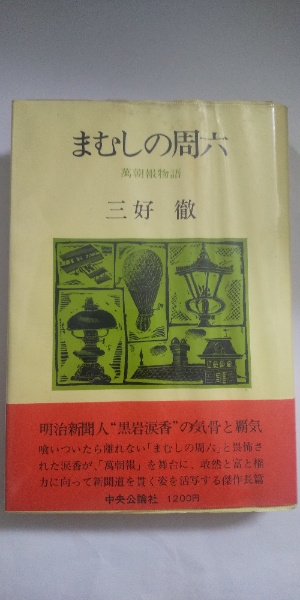 まむしの周六
萬朝報物語
三好 徹
明治新聞人“黒岩涙香”の気骨と覇気
喰いついたら離れない「まむしの周六」と畏怖さ
れた涙香が、「萬朝報」を舞台に、敢然と富と権
力に向って新聞道を貫く姿を活写する傑作長篇
中央公論社 1200円